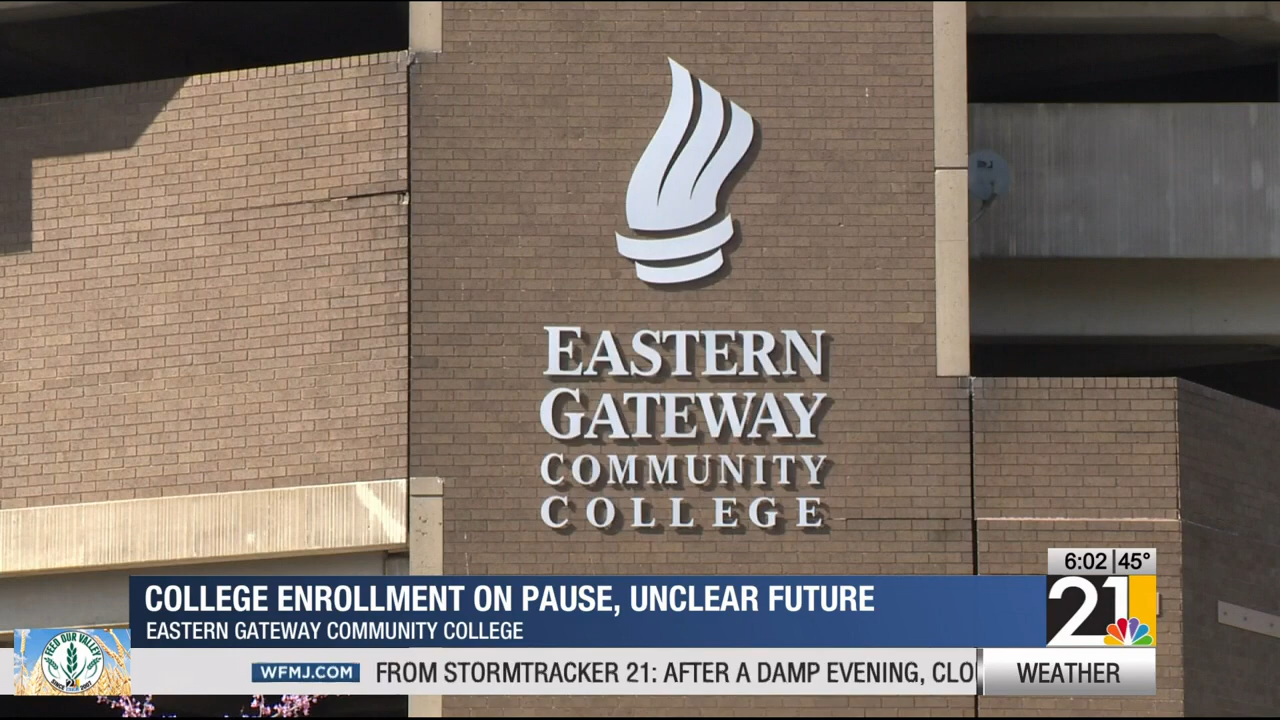 EASTERN
GATEWAY
COMMUNITY
COLLEGE
6:02 45°
COLLEGE ENROLLMENT ON PAUSE, UNCLEAR FUTURE
21
EASTERN GATEWAY COMMUNITY COLLEGE
FEED OUR VALLEY
WFMJ.COM
FROM STORMTRACKER 21: AFTER A DAMP EVENING, CLO
WEATHER